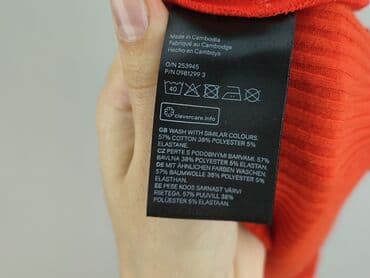 Made in Cambodia
Fabriqué au Cambodge
Hecho en Camboya
O/N 253945
P/N 0981299 3
40
clevercare.info
GB WASH WITH SIMILAR COLOURS.
57% COTTON 38% POLYESTER 5%
ELASTANE.
CZ PERTE S PODOBNÝMI BARVAMI. 57%
BAVLNA 38% POLYESTER 5% ELASTAN.
DE MIT ÄHNLICHEN FARBEN WASCHEN.
57% BAUMWOLLE 38% POLYESTER 5%
ELASTHAN.
EE PESE KOOS SARNAST VÄRVI
RIIETEGA. 57% PUUVILL 38%
POLÜESTER 5% ELASTAAN.